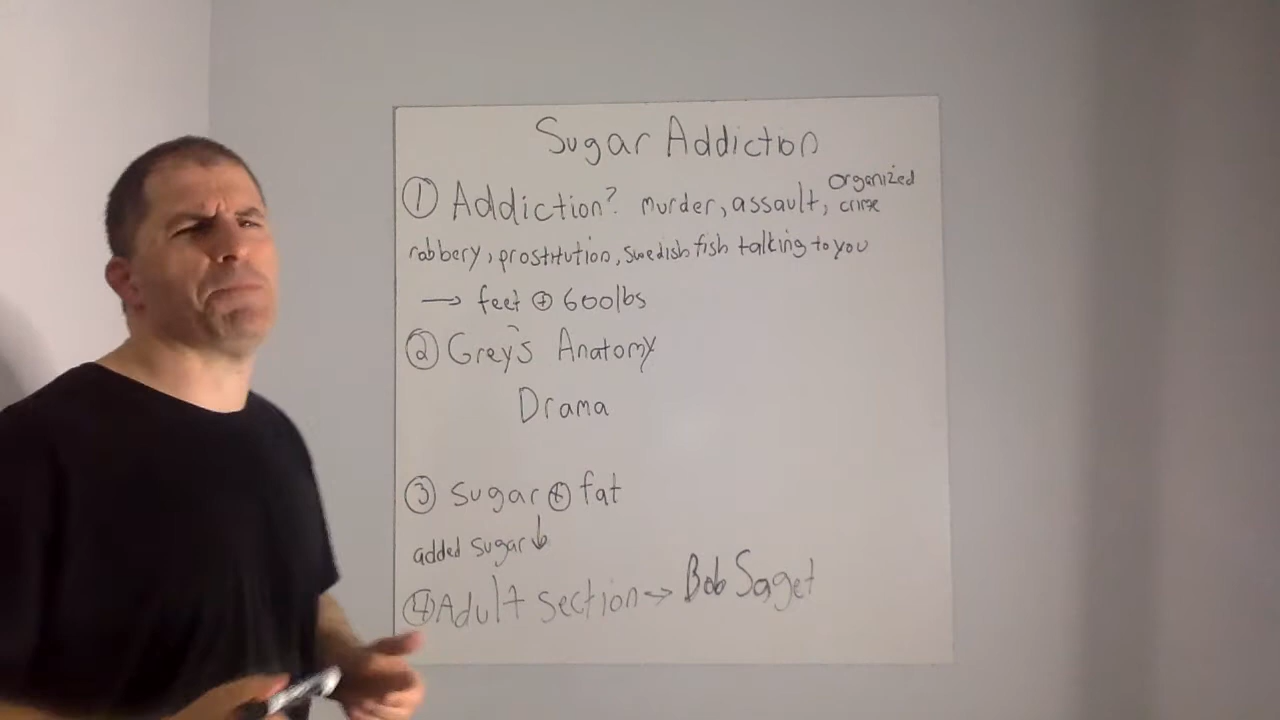 Sugar Addiction
① Addiction? murder, assault, organized crime
robbery, prostitution, swedish fish talking to you
→ feet ⊕ 600lbs
② Grey's Anatomy
Drama
③ sugar ⊕ fat
added sugar ↓
④ Adult section → Bob Saget